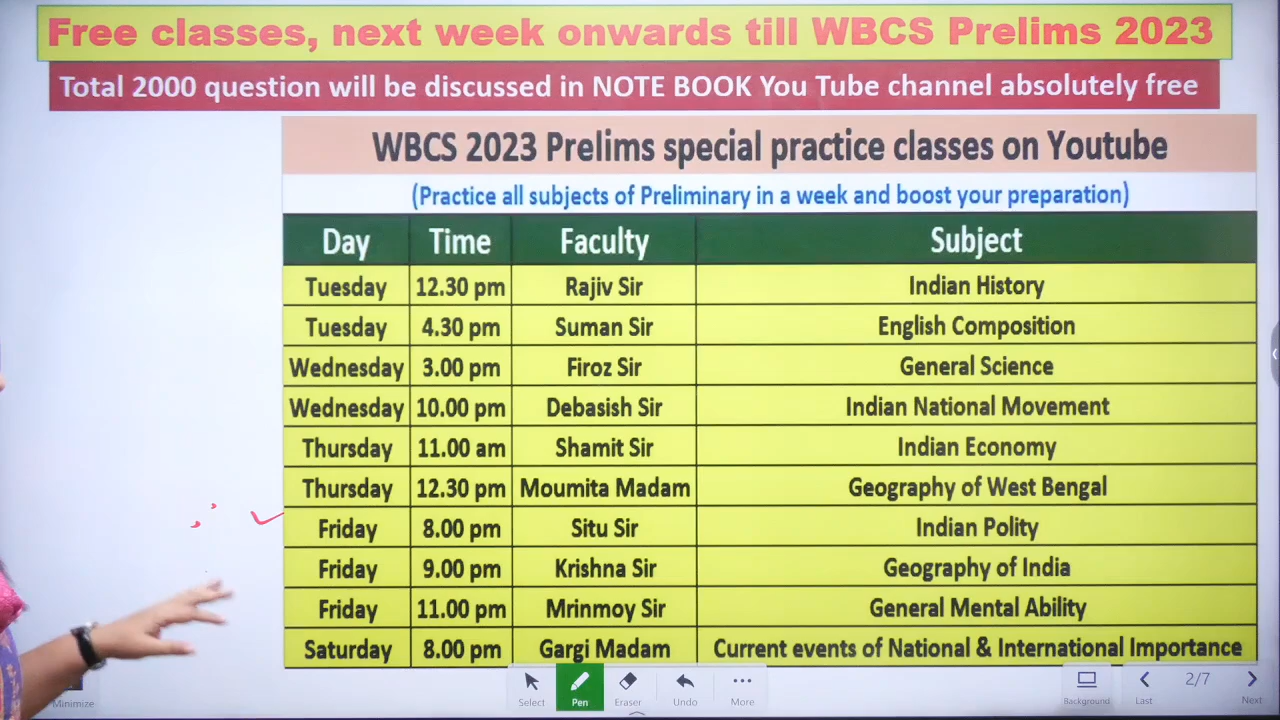 Free classes, next week onwards till WBCS Prelims 2023
Total 2000 question will be discussed in NOTE BOOK You Tube channel absolutely free
WBCS 2023 Prelims special practice classes on Youtube
(Practice all subjects of Preliminary in a week and boost your preparation)
Day Time Faculty Subject
Tuesday 12.30 pm Rajiv Sir Indian History
Tuesday 4.30 pm Suman Sir English Composition
Wednesday 3.00 pm Firoz Sir General Science
Wednesday 10.00 pm Debasish Sir Indian National Movement
Thursday 11.00 am Shamit Sir Indian Economy
Thursday 12.30 pm Moumita Madam Geography of West Bengal
Friday 8.00 pm Situ Sir Indian Polity
Friday 9.00 pm Krishna Sir Geography of India
Friday 11.00 pm Mrinmoy Sir General Mental Ability
Saturday 8.00 pm Gargi Madam Current events of National & International Importance
Minimize Select Pen Eraser Undo More Background Last 2/7 Next